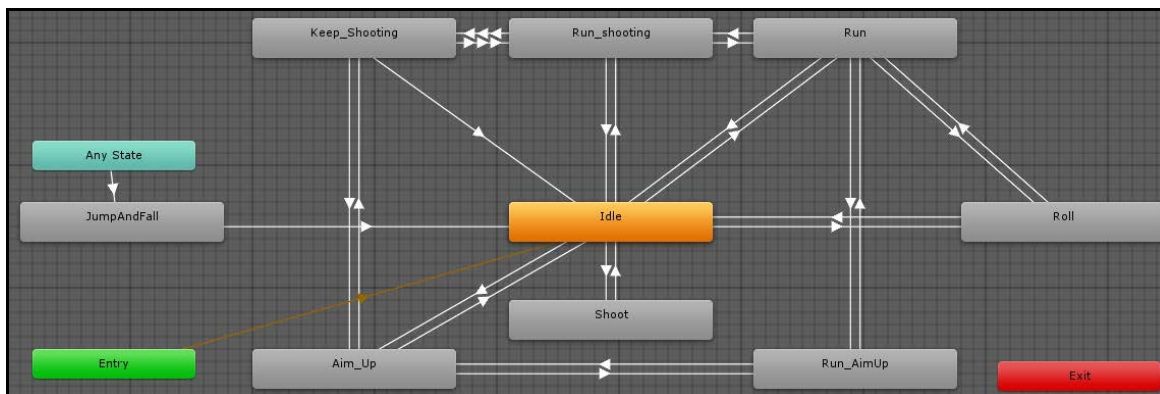 Keep_Shooting
Run_shooting
Run
Any State
JumpAndFall
Idle
Roll
Shoot
Entry
Aim_Up
Run_AimUp
Exit